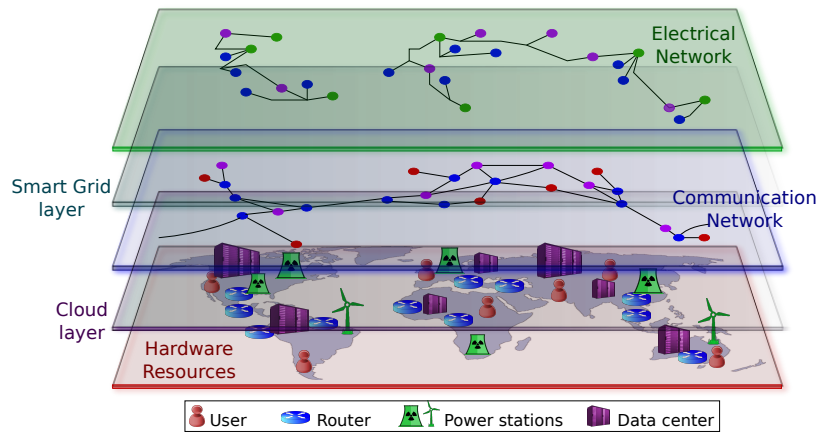 Electrical
Network
Smart Grid
layer
Communication
Network
Cloud
layer
Hardware
Resources
User
Router
Power stations
Data center